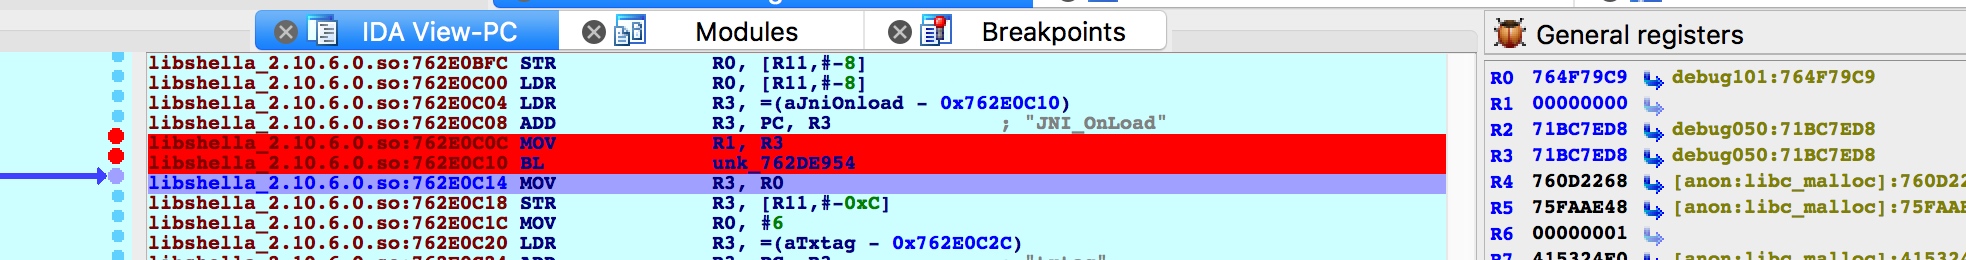 IDA View-PC Modules Breakpoints General registers
libshella_2.10.6.0.so:762E0BFC STR R0, [R11,#-8]
libshella_2.10.6.0.so:762E0C00 LDR R0, [R11,#-8]
libshella_2.10.6.0.so:762E0C04 LDR R3, =(aJniOnload - 0x762E0C10)
libshella_2.10.6.0.so:762E0C08 ADD R3, PC, R3 ; "JNI_OnLoad"
libshella_2.10.6.0.so:762E0C0C MOV R1, R3
libshella_2.10.6.0.so:762E0C10 BL unk_762DE954
libshella_2.10.6.0.so:762E0C14 MOV R3, R0
libshella_2.10.6.0.so:762E0C18 STR R3, [R11,#-0xC]
libshella_2.10.6.0.so:762E0C1C MOV R0, #6
libshella_2.10.6.0.so:762E0C20 LDR R3, =(aTxtag - 0x762E0C2C)
R0 764F79C9 debug101:764F79C9
R1 00000000
R2 71BC7ED8 debug050:71BC7ED8
R3 71BC7ED8 debug050:71BC7ED8
R4 760D2268 [anon:libc_malloc]:760D22
R5 75FAAE48 [anon:libc_malloc]:75FAA
R6 00000001